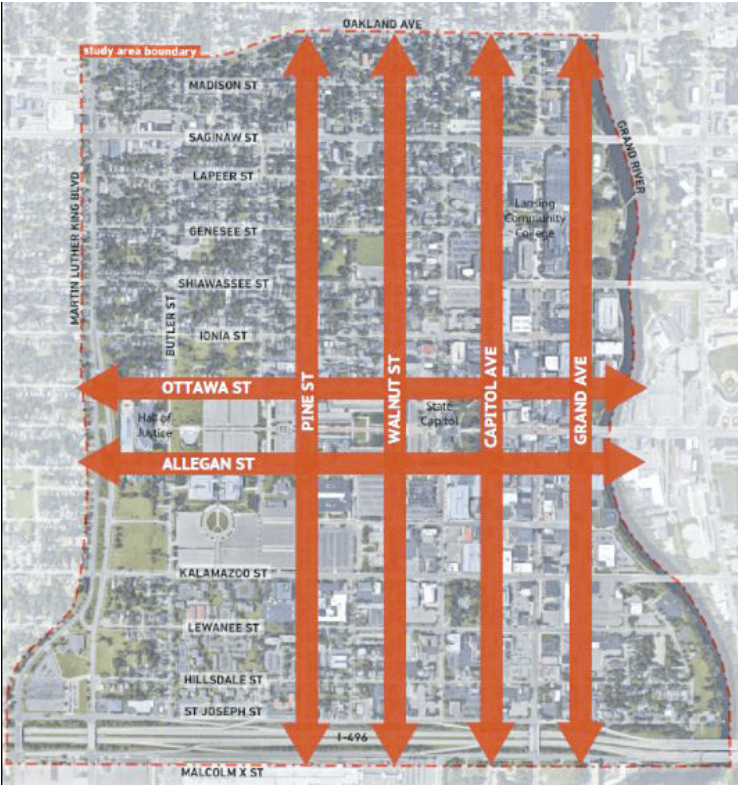 OAKLAND AVE
study area boundary
MADISON ST
SAGINAW ST
LAPEER ST
GRAND RIVER
MARTIN LUTHER KING BLVD
Lansing
Community
College
GENESEE ST
SHIAWASSEE ST
BUTLER ST
IONIA ST
OTTAWA ST
PINE ST
WALNUT ST
CAPITOL AVE
GRAND AVE
Hall of
Justice
State
Capitol
ALLEGAN ST
KALAMAZOO ST
LEWANEE ST
HILLSDALE ST
ST JOSEPH ST
I-496
MALCOLM X ST